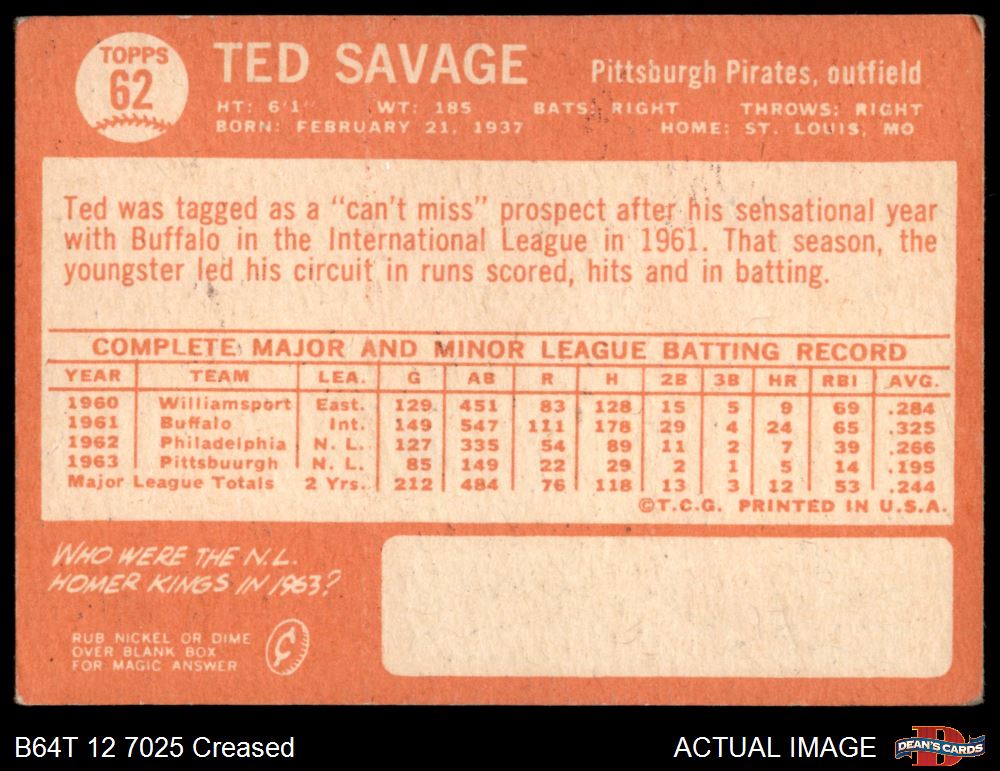 TOPPS
62
TED SAVAGE
Pittsburgh Pirates, outfield
HT: 6'1" WT: 185 BATS: RIGHT THROWS: RIGHT
BORN: FEBRUARY 21, 1937 HOME: ST. LOUIS, MO
Ted was tagged as a "can't miss" prospect after his sensational year
with Buffalo in the International League in 1961. That season, the
youngster led his circuit in runs scored, hits and in batting.
COMPLETE MAJOR AND MINOR LEAGUE BATTING RECORD
YEAR TEAM LEA. G AB R H 2B 3B HR RBI AVG.
1960 Williamsport East. 129 451 83 128 15 5 9 69 .284
1961 Buffalo Int. 149 547 111 178 29 4 24 65 .325
1962 Philadelphia N. L. 127 335 54 89 11 2 7 39 .266
1963 Pittsbuurgh N. L. 85 149 22 29 2 1 5 14 .195
Major League Totals 2 Yrs. 212 484 76 118 13 3 12 53 .244
©T.C.G. PRINTED IN U.S.A.
WHO WERE THE N.L.
HOMER KINGS IN 1963?
RUB NICKEL OR DIME
OVER BLANK BOX
FOR MAGIC ANSWER
¢
B64T 12 7025 Creased
ACTUAL IMAGE
D
DEAN'S CARDS